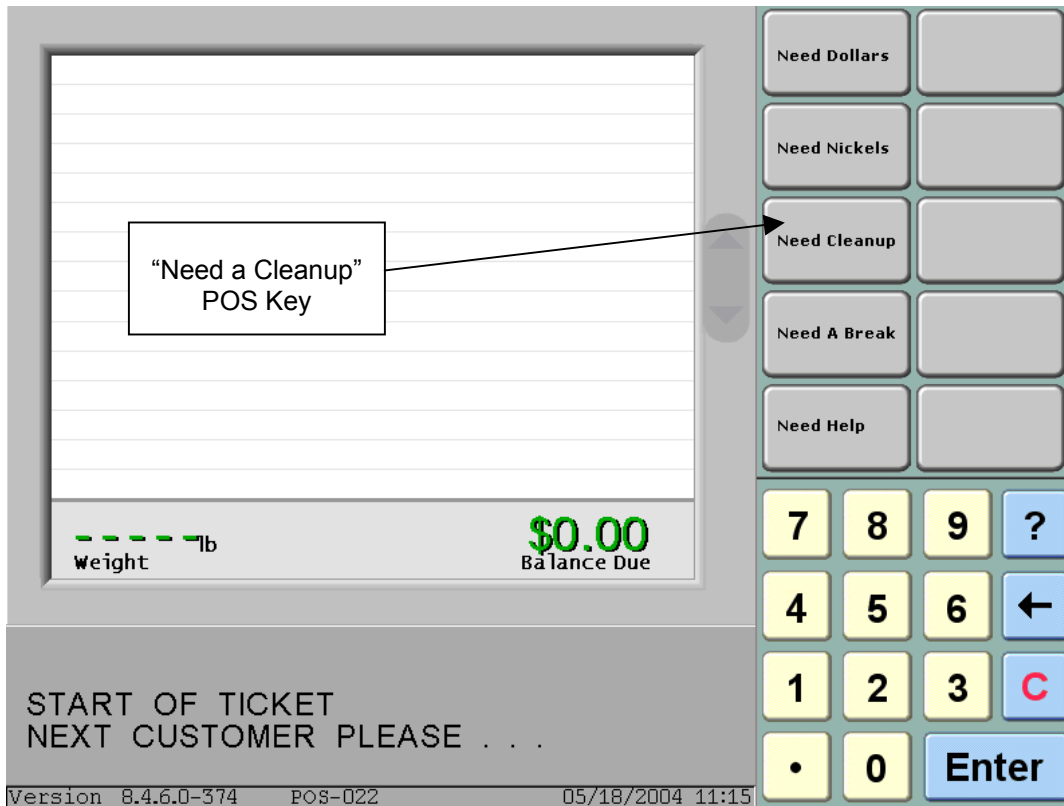 Need Dollars
Need Nickels
Need Cleanup
Need A Break
Need Help
“Need a Cleanup”
POS Key
-----lb
Weight
$0.00
Balance Due
7 8 9 ?
4 5 6 ←
1 2 3 C
. 0 Enter
START OF TICKET
NEXT CUSTOMER PLEASE . . .
Version 8.4.6.0-374 POS-022 05/18/2004 11:15